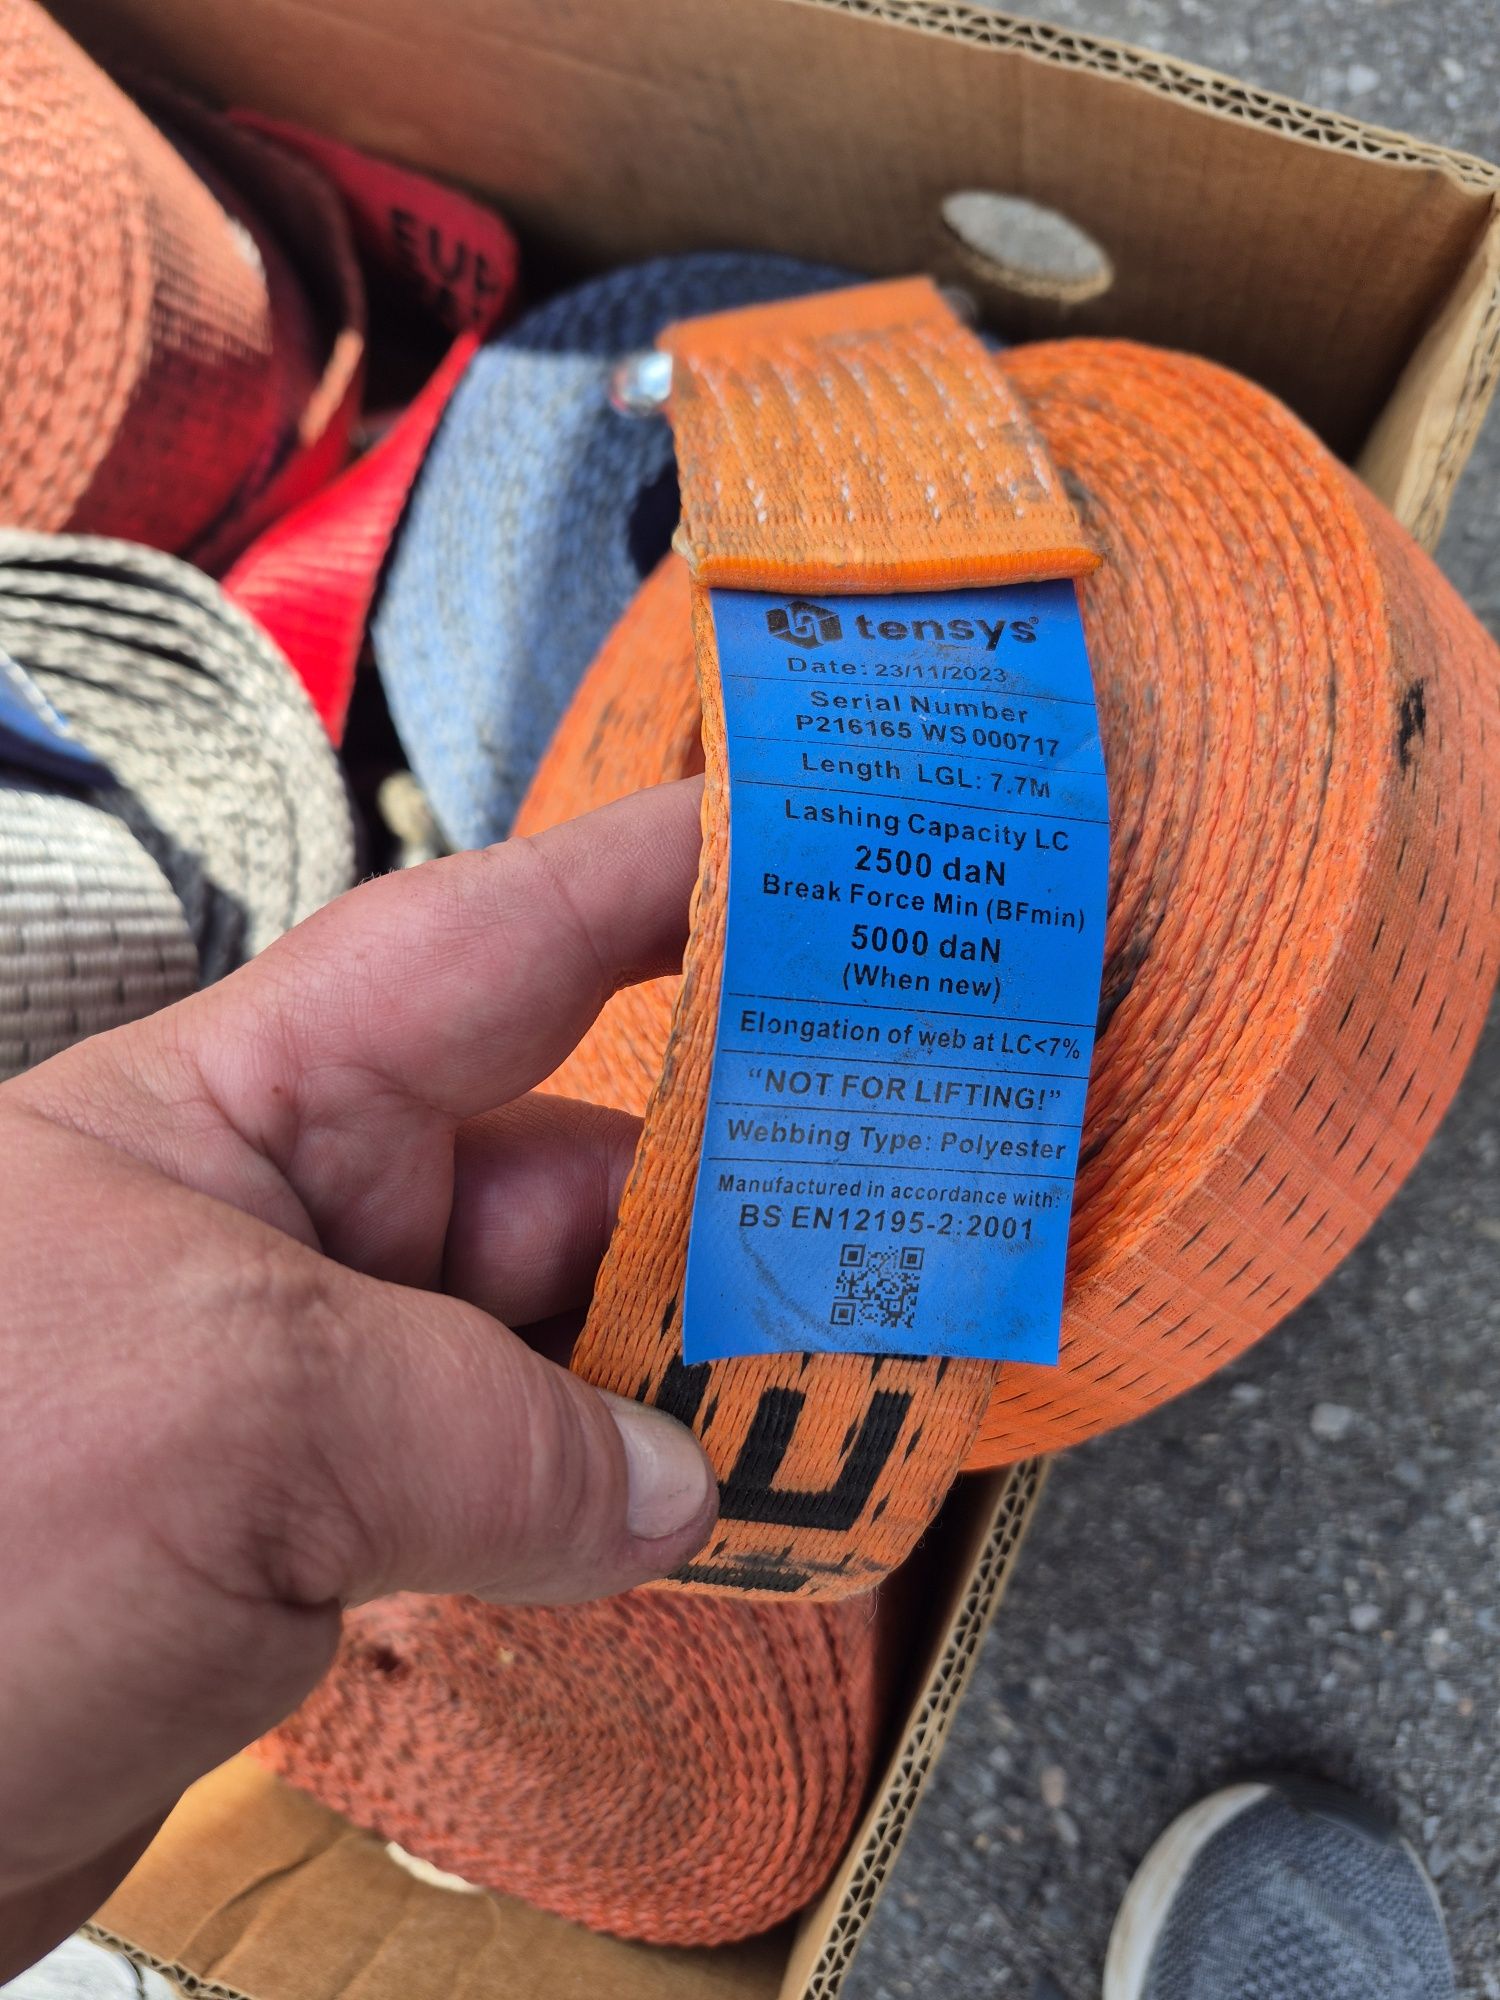 tensys
Date: 23/11/2023
Serial Number
P216165 WS000717
Length LGL: 7.7M
Lashing Capacity LC
2500 daN
Break Force Min (BFmin)
5000 daN
(When new)
Elongation of web at LC<7%
"NOT FOR LIFTING!"
Webbing Type: Polyester
Manufactured in accordance with:
BS EN12195-2:2001